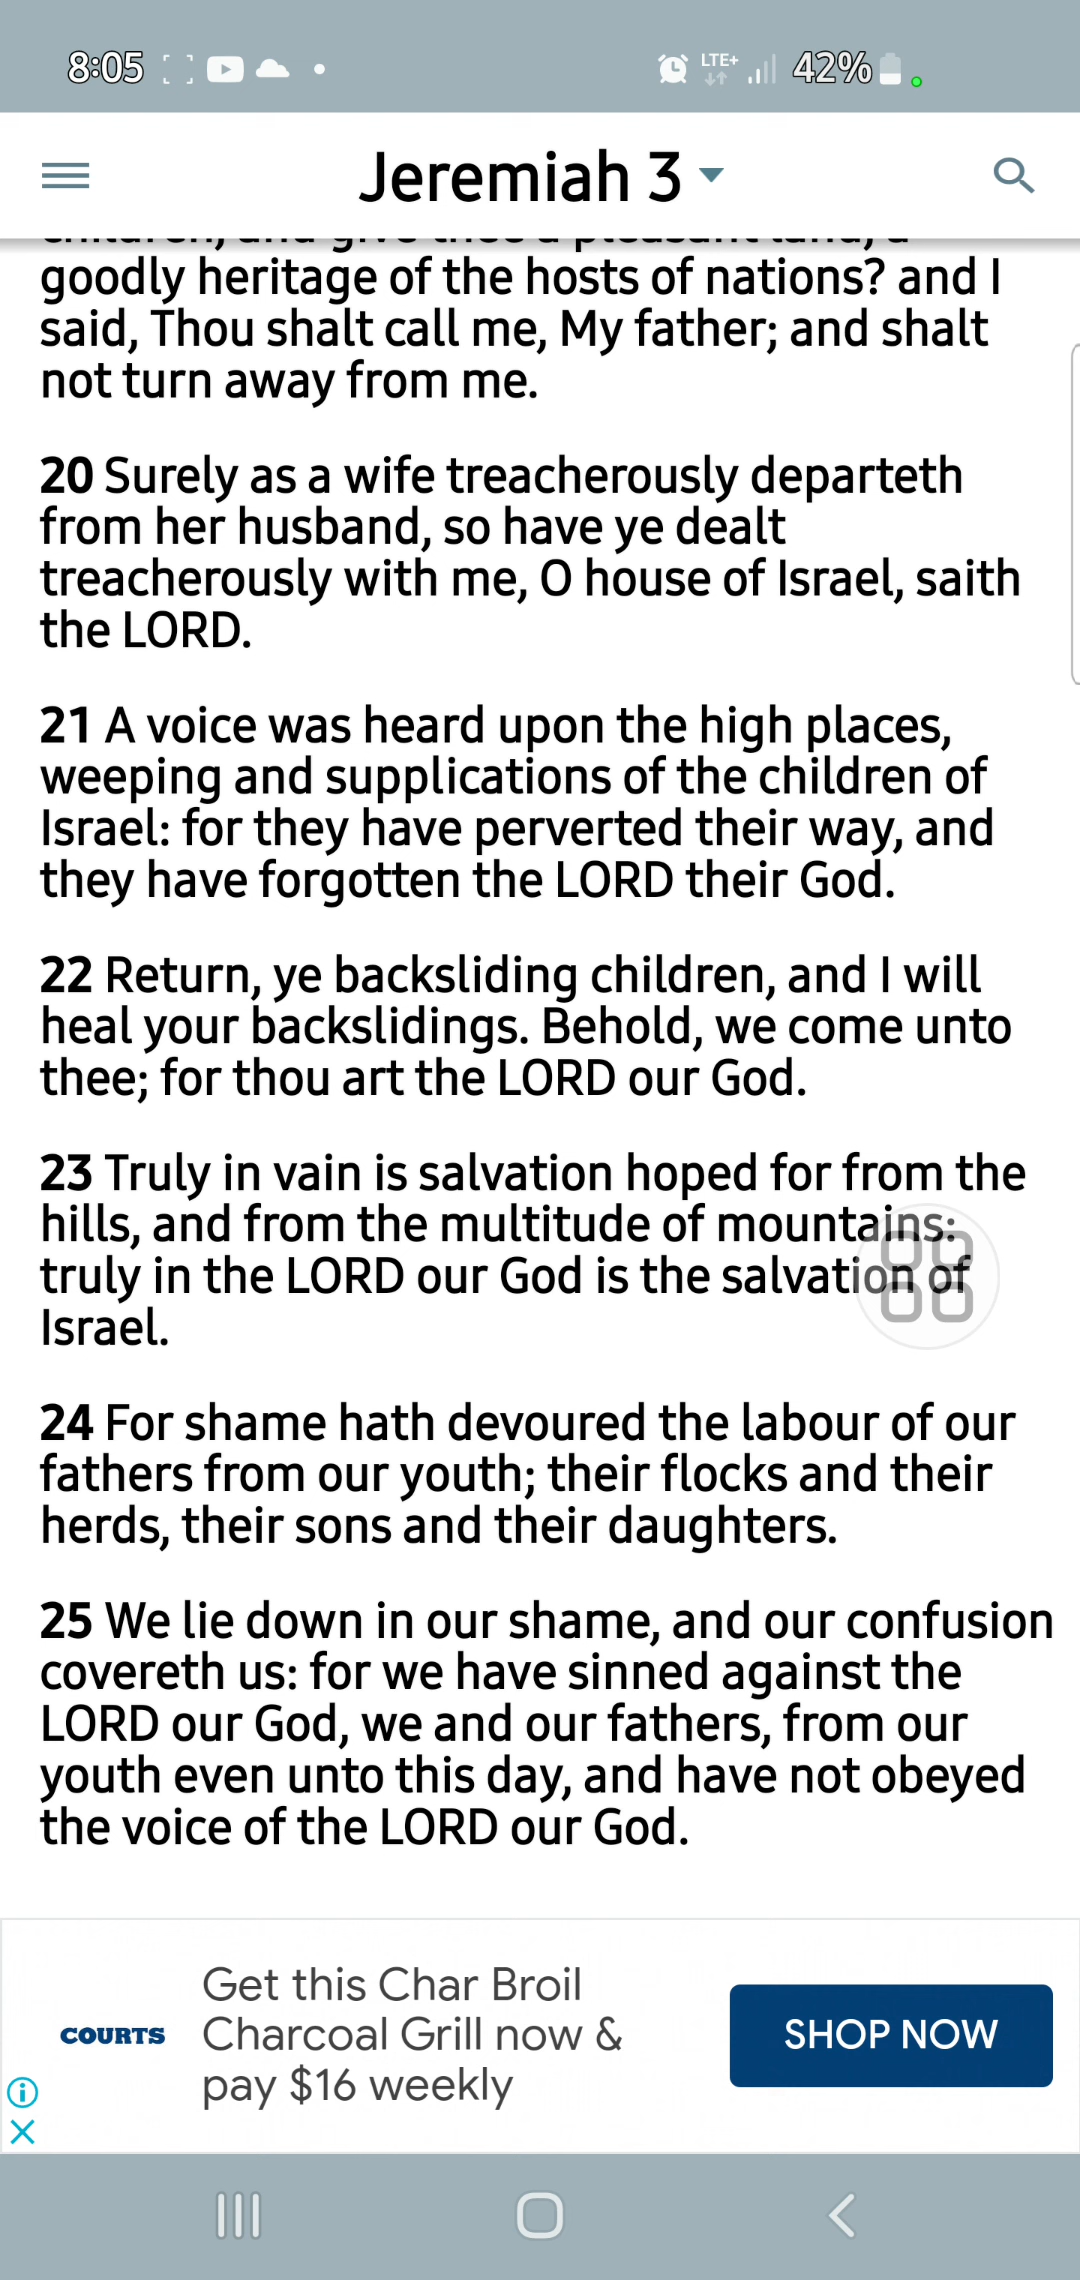 8:05
LTE+
42%
Jeremiah 3
goodly heritage of the hosts of nations? and I
said, Thou shalt call me, My father; and shalt
not turn away from me.
20 Surely as a wife treacherously departeth
from her husband, so have ye dealt
treacherously with me, O house of Israel, saith
the LORD.
21 A voice was heard upon the high places,
weeping and supplications of the children of
Israel: for they have perverted their way, and
they have forgotten the LORD their God.
22 Return, ye backsliding children, and I will
heal your backslidings. Behold, we come unto
thee; for thou art the LORD our God.
23 Truly in vain is salvation hoped for from the
hills, and from the multitude of mountains:
truly in the LORD our God is the salvation of
Israel.
24 For shame hath devoured the labour of our
fathers from our youth; their flocks and their
herds, their sons and their daughters.
25 We lie down in our shame, and our confusion
covereth us: for we have sinned against the
LORD our God, we and our fathers, from our
youth even unto this day, and have not obeyed
the voice of the LORD our God.
COURTS
Get this Char Broil
Charcoal Grill now &
pay $16 weekly
SHOP NOW